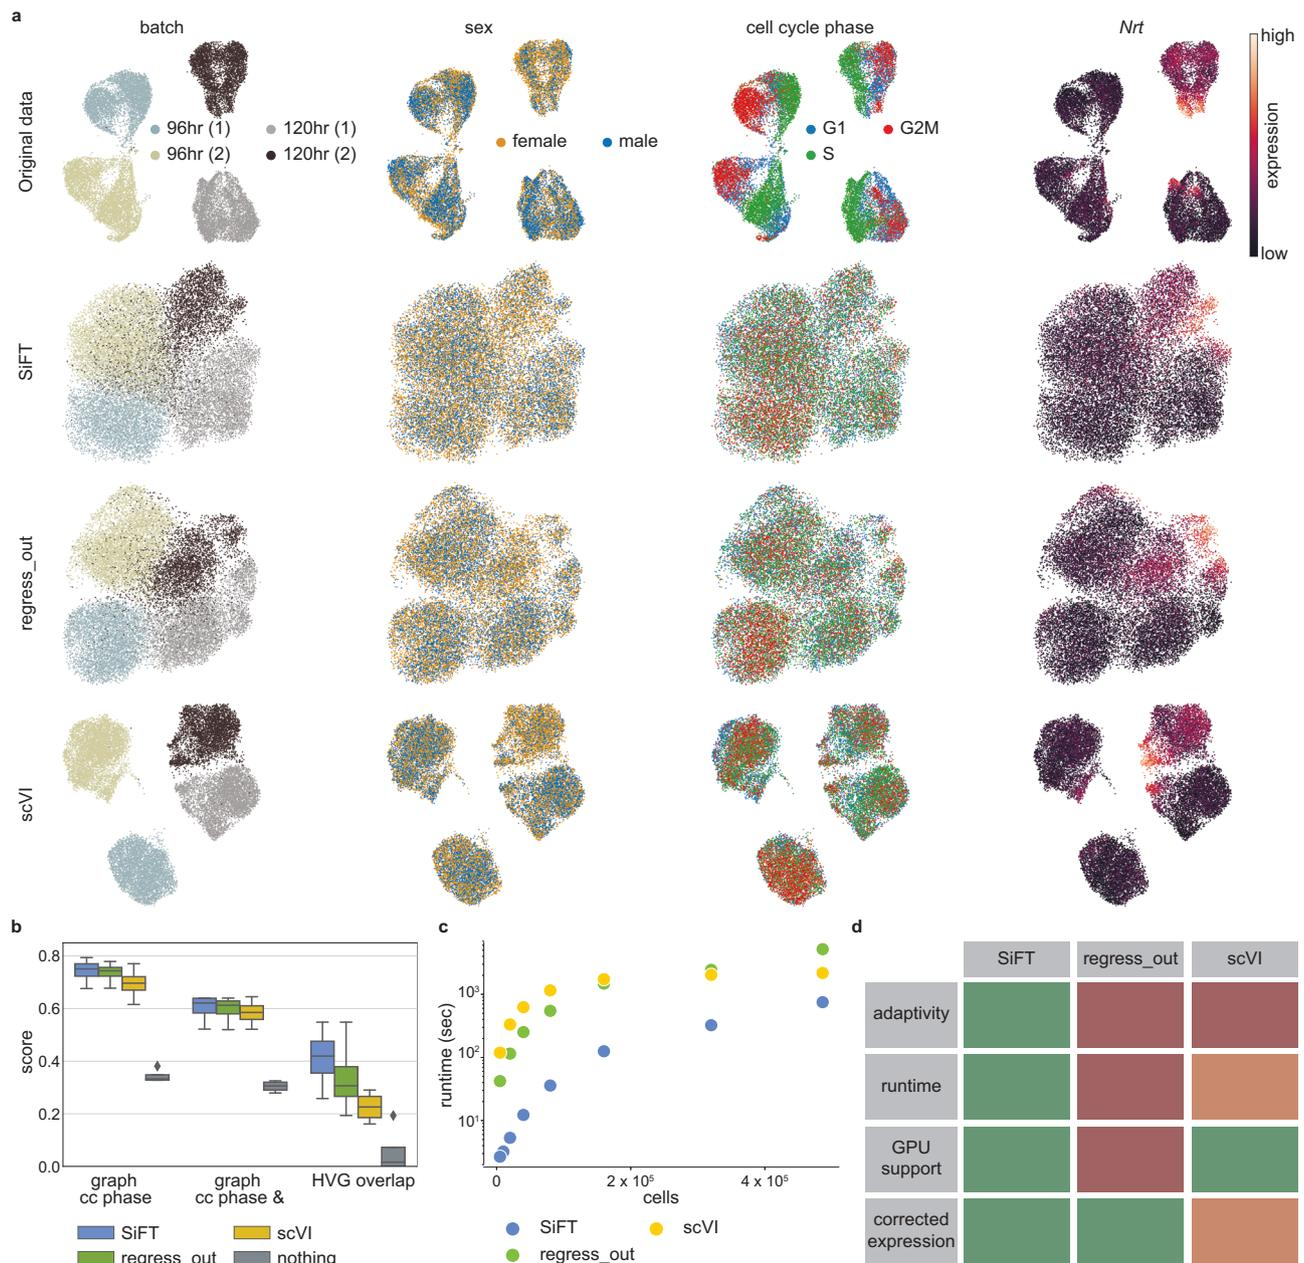 a
batch
sex
cell cycle phase
Nrt
Original data
96hr (1)
120hr (1)
96hr (2)
120hr (2)
female
male
G1
G2M
S
high
expression
low
SiFT
regress_out
scVI
b
score
0.8
0.6
0.4
0.2
0.0
graph
cc phase
graph
cc phase &
HVG overlap
SiFT
scVI
regress_out
nothing
c
runtime (sec)
10³
10²
10¹
0
2 x 10⁵
4 x 10⁵
cells
SiFT
scVI
regress_out
d
SiFT
regress_out
scVI
adaptivity
runtime
GPU
support
corrected
expression